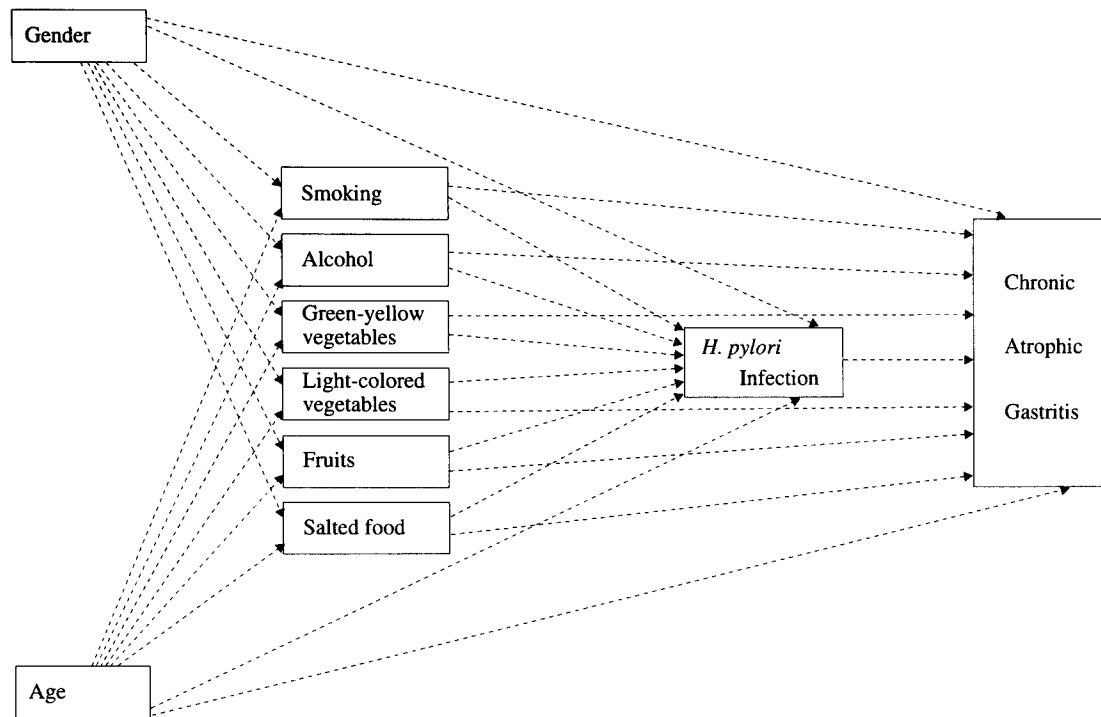 Gender
Smoking
Alcohol
Green-yellow
vegetables
Light-colored
vegetables
Fruits
Salted food
H. pylori
Infection
Chronic
Atrophic
Gastritis
Age